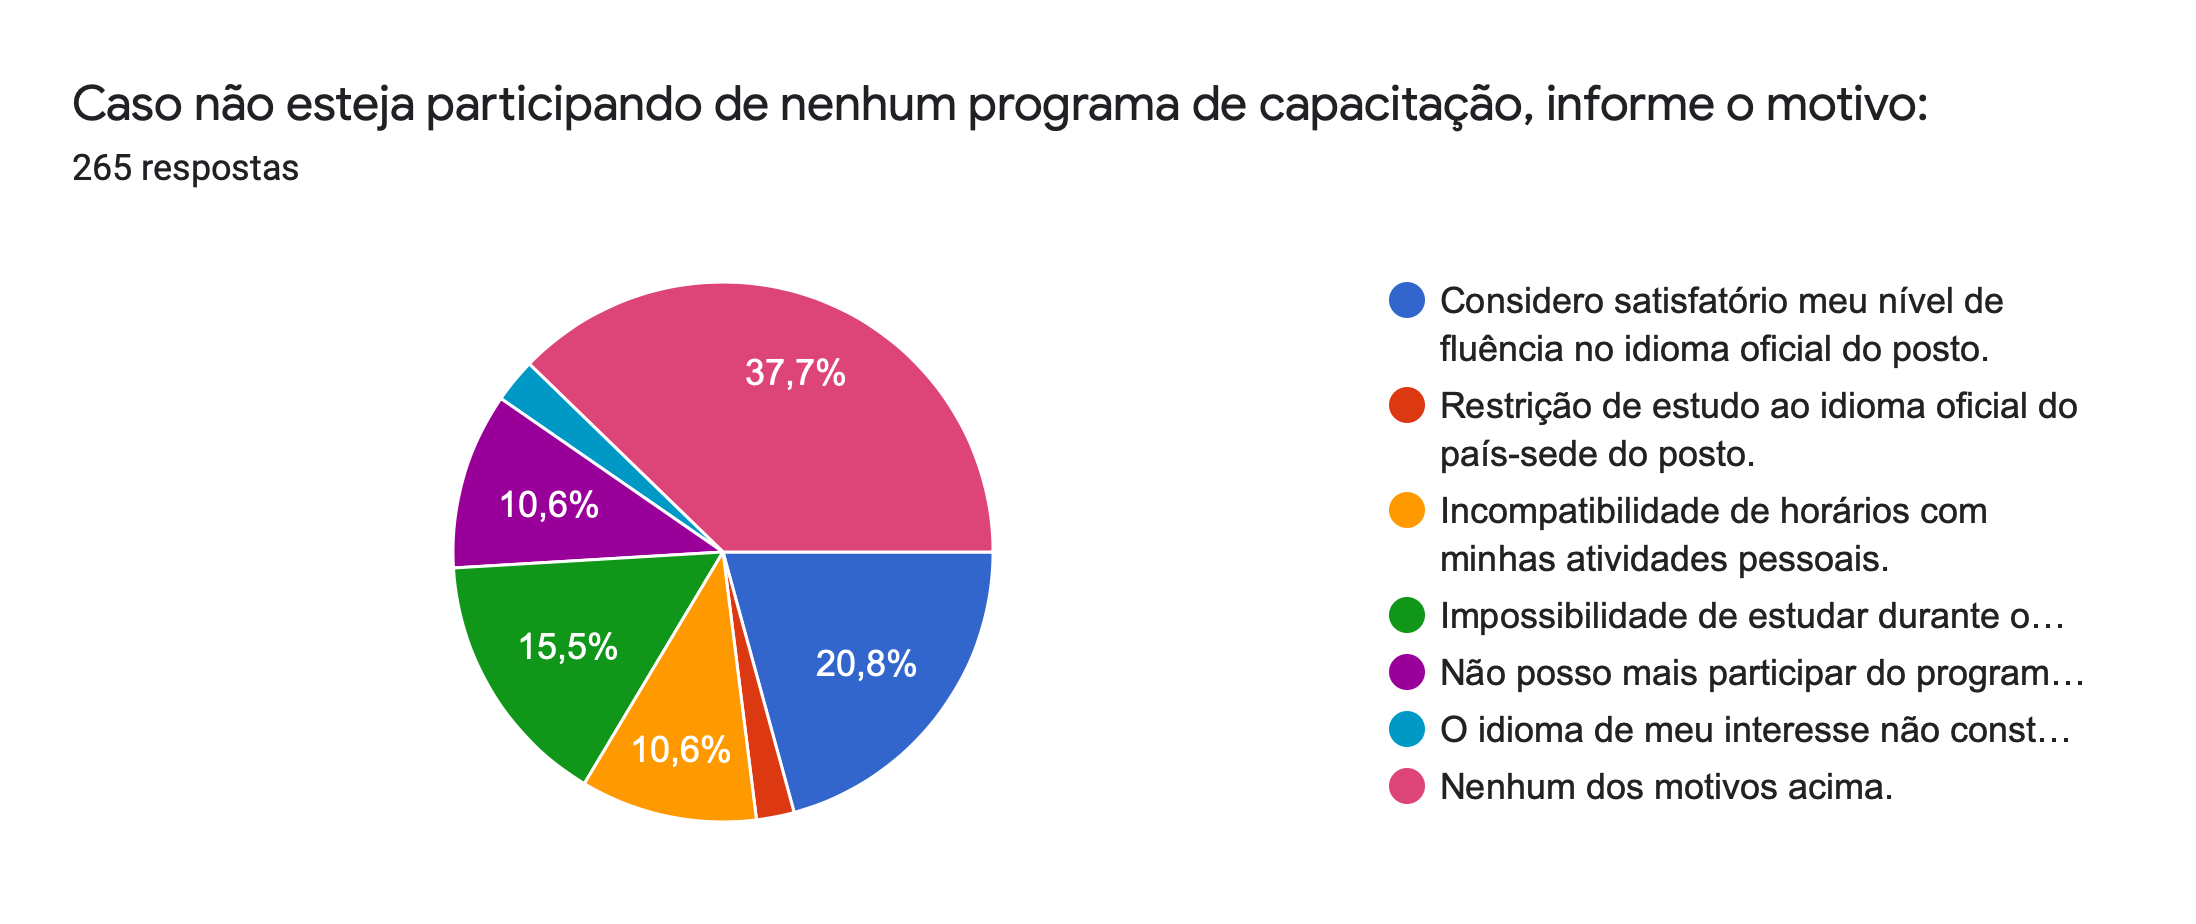 Caso não esteja participando de nenhum programa de capacitação, informe o motivo:
265 respostas
37,7%
10,6%
15,5%
10,6%
20,8%
Considero satisfatório meu nível de
fluência no idioma oficial do posto.
Restrição de estudo ao idioma oficial do
país-sede do posto.
Incompatibilidade de horários com
minhas atividades pessoais.
Impossibilidade de estudar durante o…
Não posso mais participar do program…
O idioma de meu interesse não const…
Nenhum dos motivos acima.